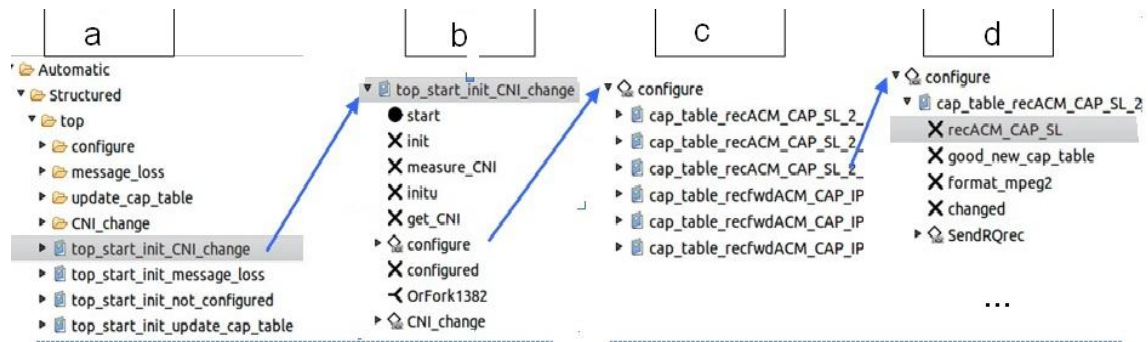 a
Automatic
Structured
top
configure
message_loss
update_cap_table
CNI_change
top_start_init_CNI_change
top_start_init_message_loss
top_start_init_not_configured
top_start_init_update_cap_table
b
top_start_init_CNI_change
start
init
measure_CNI
initu
get_CNI
configure
configured
OrFork1382
CNI_change
c
configure
cap_table_recACM_CAP_SL_2_
cap_table_recACM_CAP_SL_2_
cap_table_recACM_CAP_SL_2_
cap_table_recfwdACM_CAP_IP
cap_table_recfwdACM_CAP_IP
cap_table_recfwdACM_CAP_IP
d
configure
cap_table_recACM_CAP_SL_2
recACM_CAP_SL
good_new_cap_table
format_mpeg2
changed
SendRQrec
...